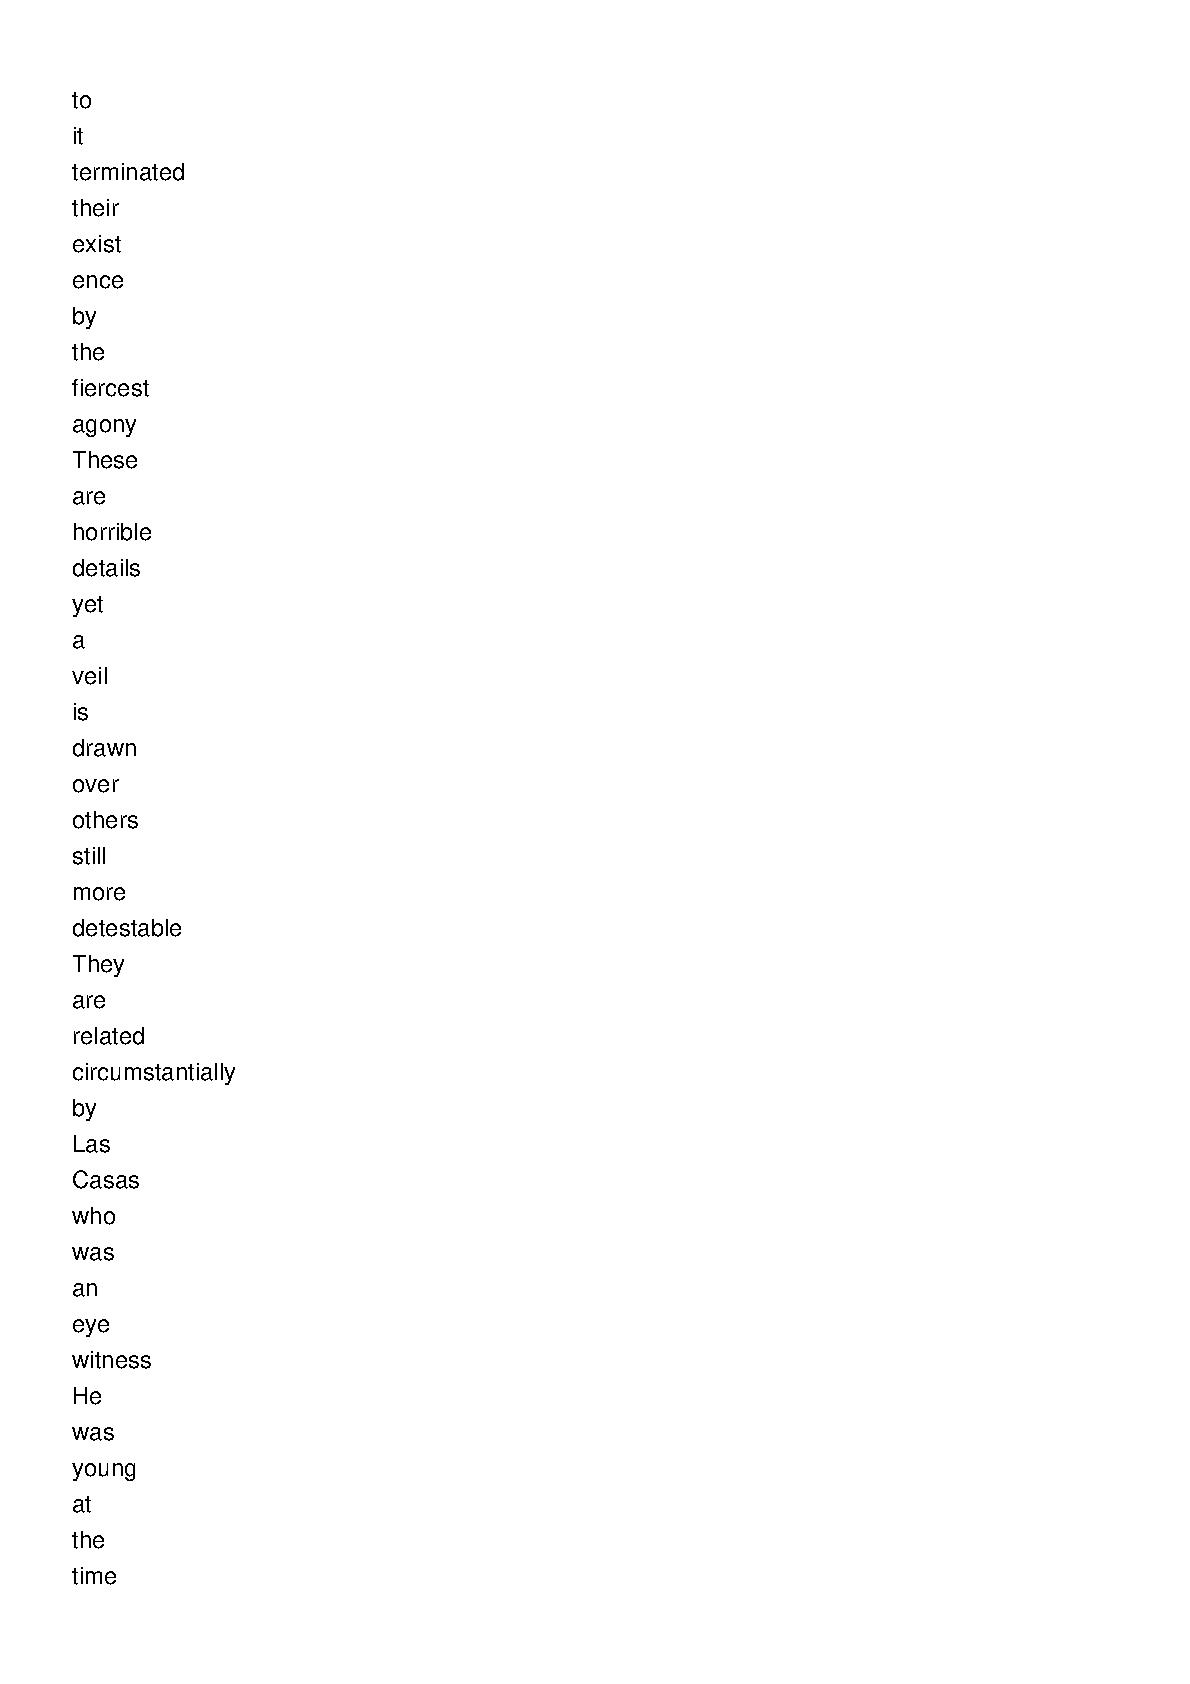 to
it
terminated
their
exist
ence
by
the
fiercest
agony
These
are
horrible
details
yet
a
veil
is
drawn
over
others
still
more
detestable
They
are
related
circumstantially
by
Las
Casas
who
was
an
eye
witness
He
was
young
at
the
time